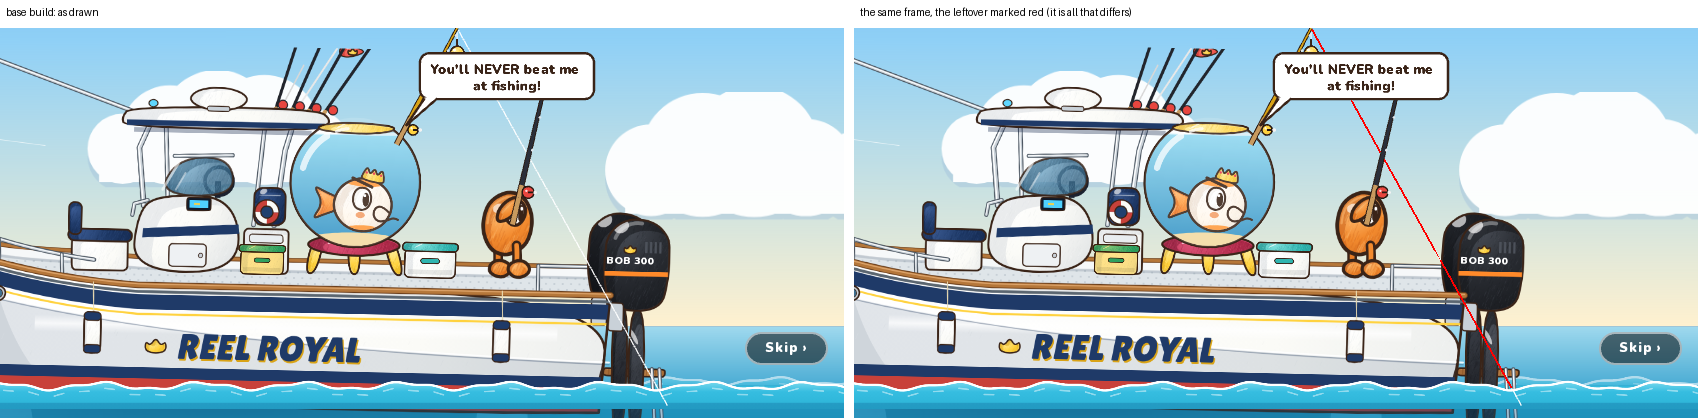 base build: as drawn
the same frame, the leftover marked red (it is all that differs)
You'll NEVER beat me
at fishing!
BOB 300
REEL ROYAL
Skip ›
You'll NEVER beat me
at fishing!
BOB 300
REEL ROYAL
Skip ›